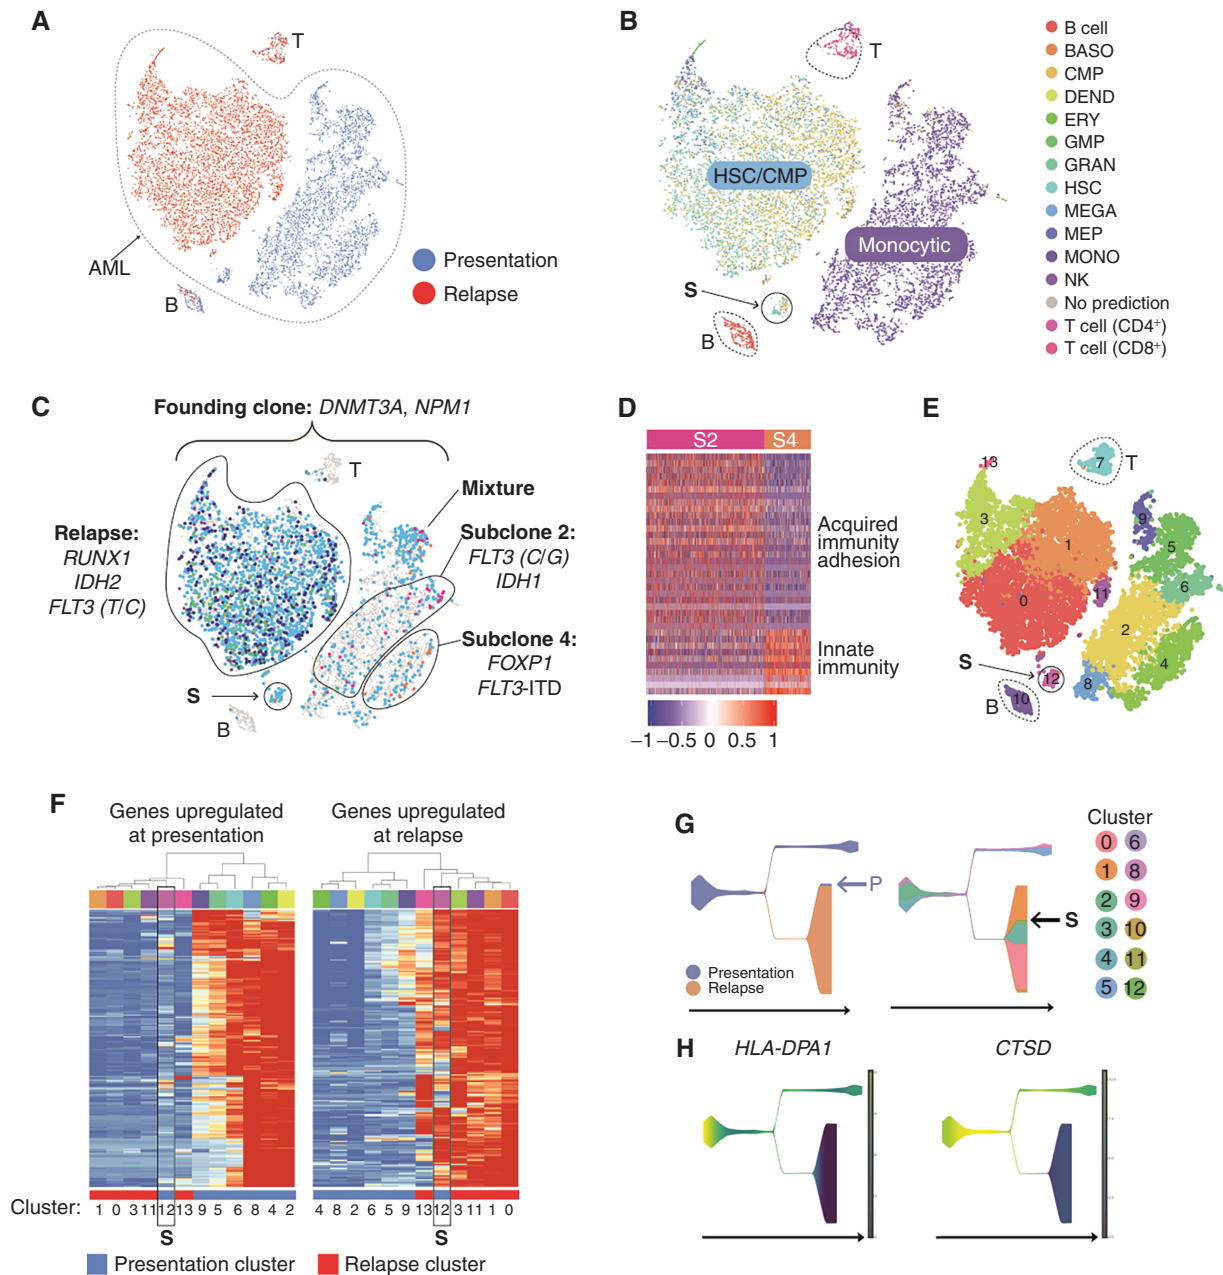 A
T
AML
B
Presentation
Relapse
B
T
HSC/CMP
Monocytic
S
B
B cell
BASO
CMP
DEND
ERY
GMP
GRAN
HSC
MEGA
MEP
MONO
NK
No prediction
T cell (CD4+)
T cell (CD8+)
C
Founding clone: DNMT3A, NPM1
T
Mixture
Relapse:
RUNX1
IDH2
FLT3 (T/C)
Subclone 2:
FLT3 (C/G)
IDH1
Subclone 4:
FOXP1
FLT3-ITD
S
B
D
S2 S4
Acquired
immunity
adhesion
Innate
immunity
−1 −0.5 0 0.5 1
E
13
7 T
3
1
9
5
11
6
0
2
4
S
12
8
B 10
F
Genes upregulated
at presentation
Genes upregulated
at relapse
Cluster: 1 0 3 11 12 13 9 5 6 8 4 2
4 8 2 6 5 9 13 12 3 11 1 0
S
S
Presentation cluster
Relapse cluster
G
P
Presentation
Relapse
S
Cluster
0 6
1 8
2 9
3 10
4 11
5 12
H
HLA-DPA1
CTSD